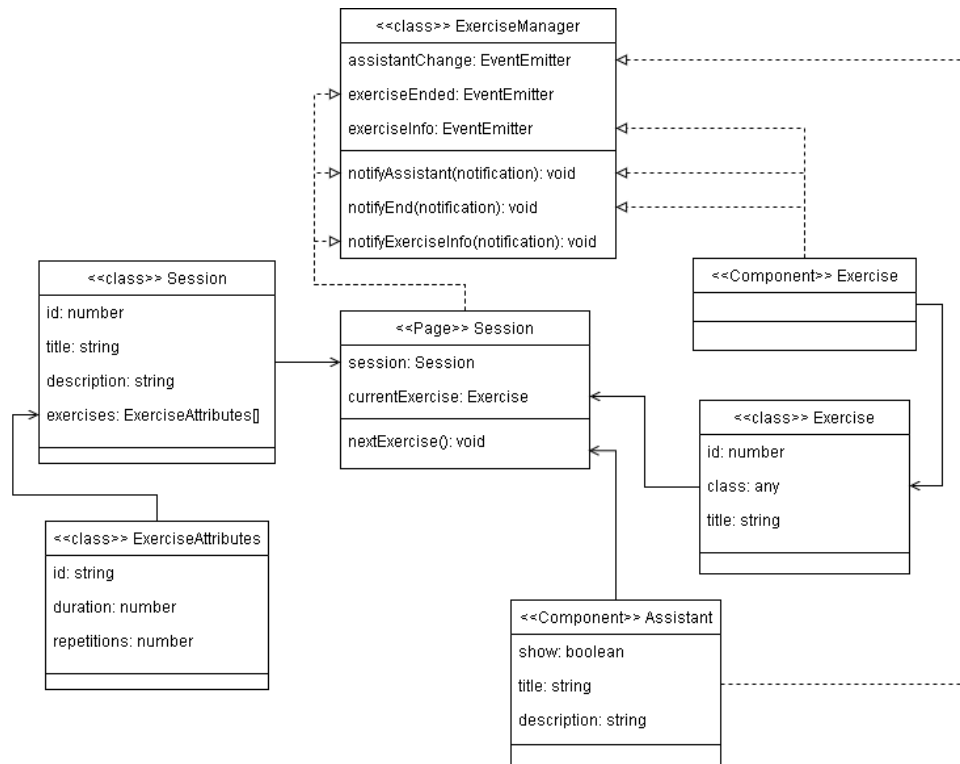 <<class>> ExerciseManager
assistantChange: EventEmitter
exerciseEnded: EventEmitter
exerciseInfo: EventEmitter
notifyAssistant(notification): void
notifyEnd(notification): void
notifyExerciseInfo(notification): void
<<class>> Session
id: number
title: string
description: string
exercises: ExerciseAttributes[]
<<Page>> Session
session: Session
currentExercise: Exercise
nextExercise(): void
<<Component>> Exercise
<<class>> Exercise
id: number
class: any
title: string
<<class>> ExerciseAttributes
id: string
duration: number
repetitions: number
<<Component>> Assistant
show: boolean
title: string
description: string